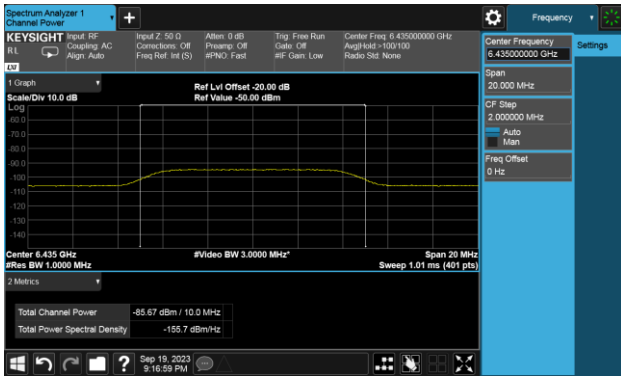 Spectrum Analyzer 1
Channel Power
Frequency
KEYSIGHT
RL
LXI
Input: RF
Coupling: AC
Align: Auto
Input Z: 50 Ω
Corrections: Off
Freq Ref: Int (S)
Atten: 0 dB
Preamp: Off
#PNO: Fast
Trig: Free Run
Gate: Off
#IF Gain: Low
Center Freq: 6.435000000 GHz
Avg|Hold:>100/100
Radio Std: None
Center Frequency
6.435000000 GHz
Settings
Span
20.000 MHz
CF Step
2.000000 MHz
Auto
Man
Freq Offset
0 Hz
1 Graph
Scale/Div 10.0 dB
Ref Lvl Offset -20.00 dB
Ref Value -50.00 dBm
Log
-60.0
-70.0
-80.0
-90.0
-100
-110
-120
-130
-140
Center 6.435 GHz
#Res BW 1.0000 MHz
#Video BW 3.0000 MHz*
Span 20 MHz
Sweep 1.01 ms (401 pts)
2 Metrics
Total Channel Power -85.67 dBm / 10.0 MHz
Total Power Spectral Density -155.7 dBm/Hz
Sep 19, 2023
9:16:59 PM